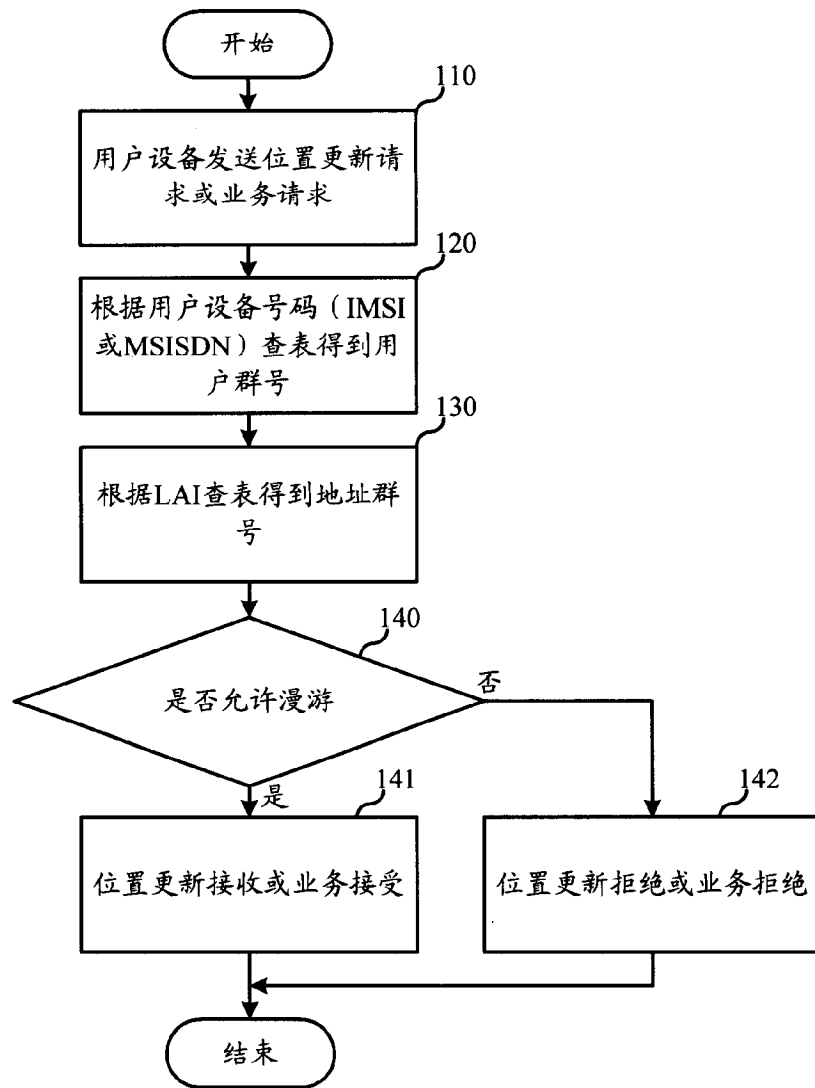 开始
110
用户设备发送位置更新请
求或业务请求
120
根据用户设备号码（IMSI
或MSISDN）查表得到用
户群号
130
根据LAI查表得到地址群
号
140
是否允许漫游
否
是
141
位置更新接收或业务接受
142
位置更新拒绝或业务拒绝
结束